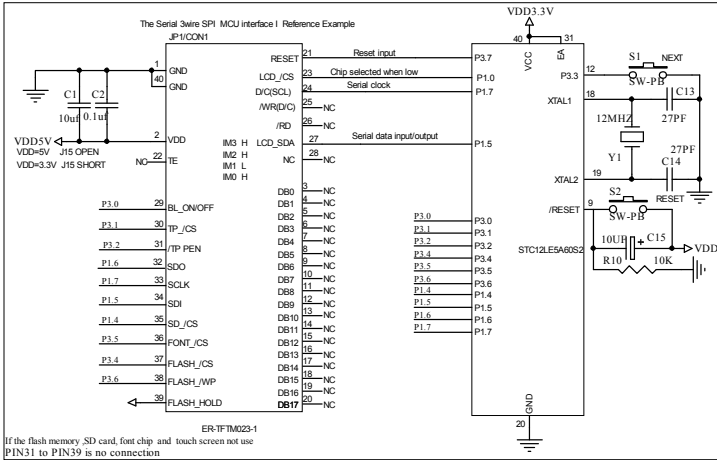 The Serial 3wire SPI MCU interface I Reference Example
JP1/CON1
VDD3.3V
1 GND
40 GND
C1 C2
10uf 0.1uf
VDD5V
2 VDD
VDD=5V J15 OPEN
VDD=3.3V J15 SHORT
NC 22 TE
IM3 H
IM2 H
IM1 L
IM0 H
P3.0 29 BL_ON/OFF
P3.1 30 TP_/CS
P3.2 31 /TP PEN
P1.6 32 SDO
P1.7 33 SCLK
P1.5 34 SDI
P1.4 35 SD_/CS
P3.5 36 FONT_/CS
P3.4 37 FLASH_/CS
P3.6 38 FLASH_/WP
39 FLASH_HOLD
RESET 21 Reset input P3.7
LCD_/CS 23 Chip selected when low P1.0
D/C(SCL) 24 Serial clock P1.7
/WR(D/C) 25 NC
/RD 26 NC
LCD_SDA 27 Serial data input/output P1.5
NC 28 NC
DB0 3 NC
DB1 4 NC
DB2 5 NC
DB3 6 NC
DB4 7 NC
DB5 8 NC
DB6 9 NC
DB7 10 NC
DB8 11 NC
DB9 12 NC
DB10 13 NC
DB11 14 NC
DB12 15 NC
DB13 16 NC
DB14 17 NC
DB15 18 NC
DB16 19 NC
DB17 20 NC
ER-TFTM023-1
40 VCC
31 EA
P3.3 12
S1 NEXT
SW-PB
XTAL1 18
C13
27PF
12MHZ
Y1
27PF
C14
XTAL2 19
RESET
S2
/RESET 9
SW-PB
10UF + C15
VDD
R10 10K
STC12LE5A60S2
P3.0 P3.0
P3.1 P3.1
P3.2 P3.2
P3.4 P3.4
P3.5 P3.5
P3.6 P3.6
P1.4 P1.4
P1.5 P1.5
P1.6 P1.6
P1.7 P1.7
GND
20
If the flash memory ,SD card, font chip and touch screen not use
PIN31 to PIN39 is no connection